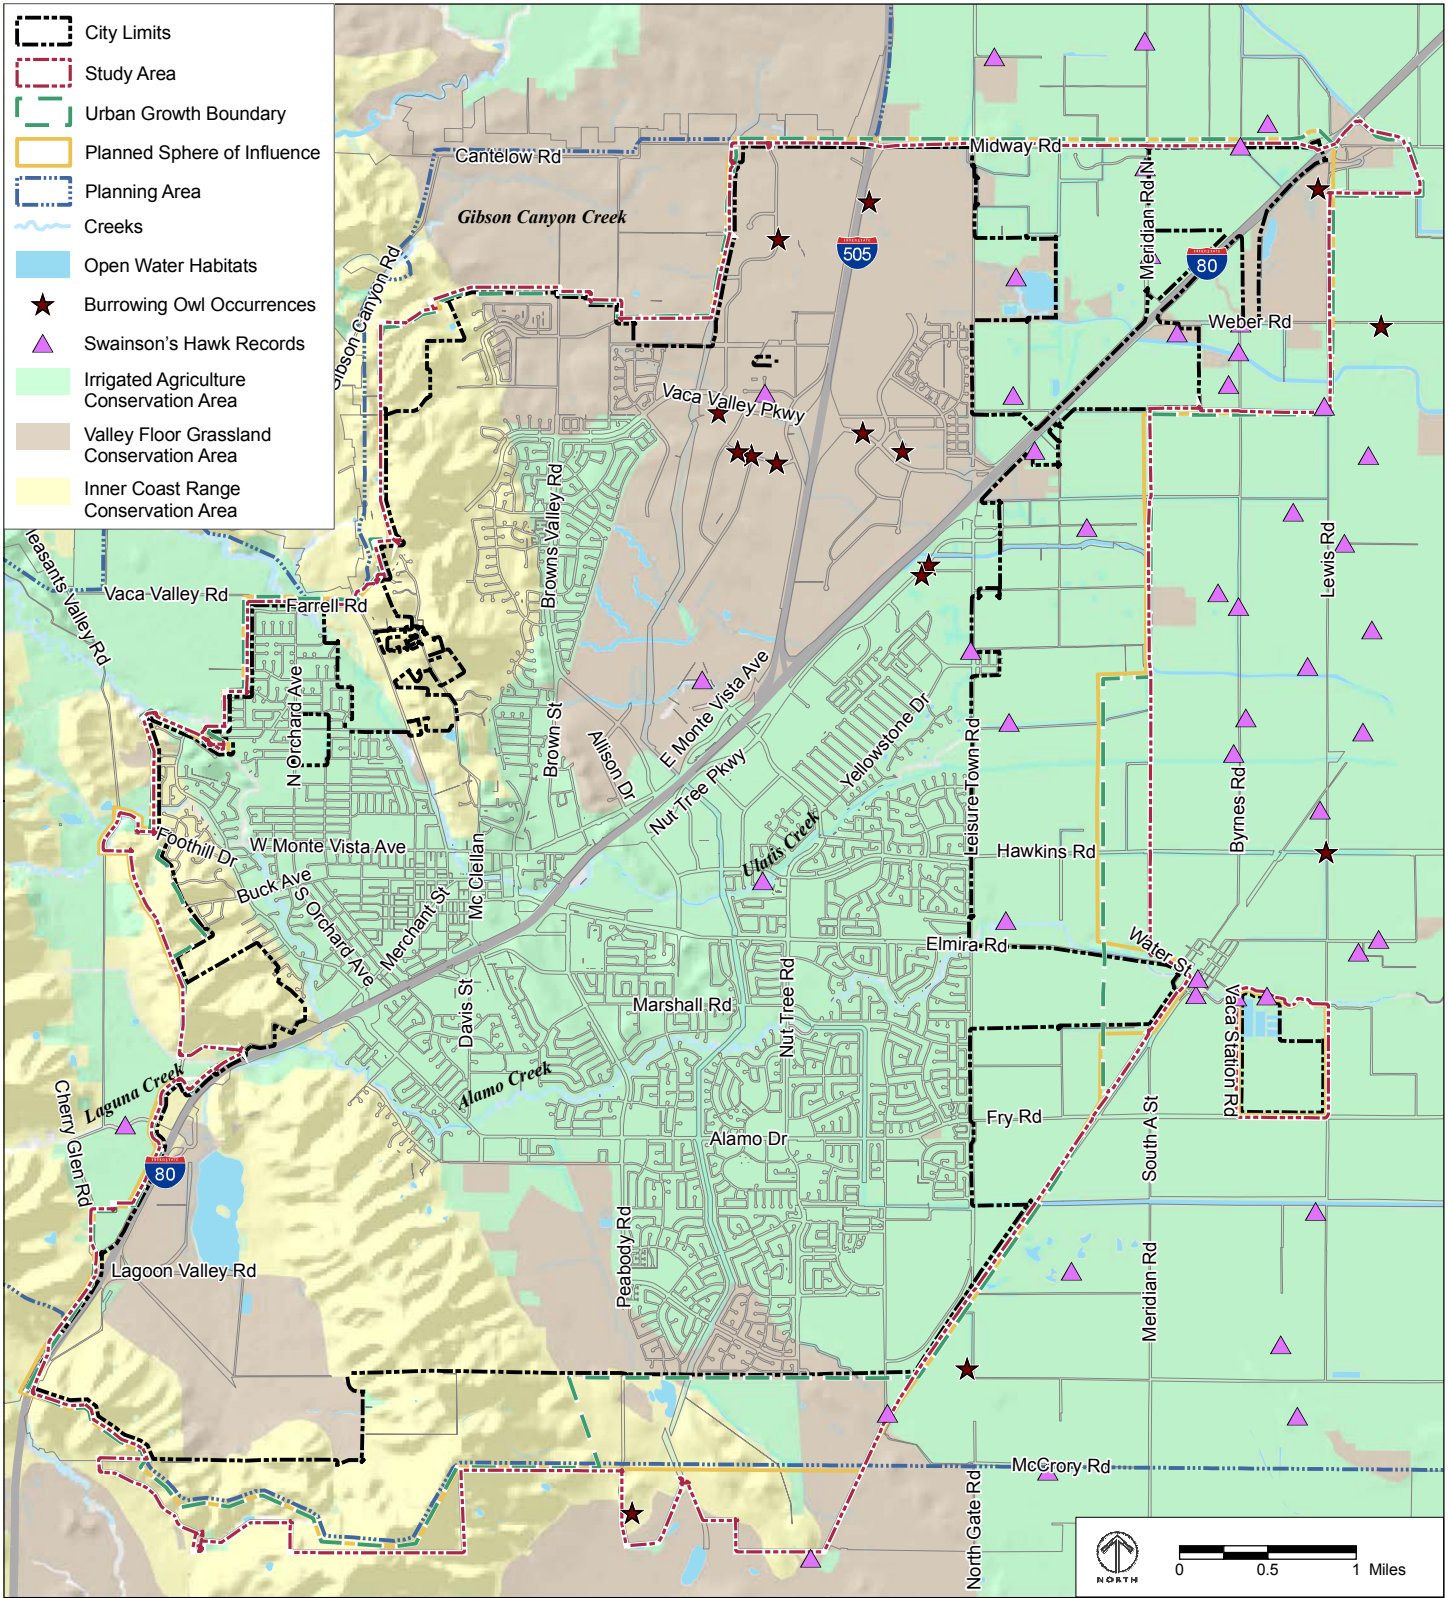 City Limits
Study Area
Urban Growth Boundary
Planned Sphere of Influence
Planning Area
Creeks
Open Water Habitats
Burrowing Owl Occurrences
Swainson's Hawk Records
Irrigated Agriculture
Conservation Area
Valley Floor Grassland
Conservation Area
Inner Coast Range
Conservation Area
Cantelow Rd
Midway Rd
Gibson Canyon Creek
Meridian Rd N
505
80
Gibson Canyon Rd
Weber Rd
Vaca Valley Pkwy
Browns Valley Rd
Lewis Rd
leasants Valley Rd
Vaca Valley Rd
Farrell Rd
N Orchard Ave
Brown St
Allison Dr
E Monte Vista Ave
Nut Tree Pkwy
Yellowstone Dr
Leisure Town Rd
Byrnes Rd
Foothill Dr
W Monte Vista Ave
Mc Clellan
Ulatis Creek
Hawkins Rd
Buck Ave
S Orchard Ave
Merchant St
Elmira Rd
Water St
Davis St
Marshall Rd
Nut Tree Rd
Vaca Station Rd
Laguna Creek
Alamo Creek
Cherry Glen Rd
Fry Rd
Alamo Dr
South A St
80
Peabody Rd
Lagoon Valley Rd
Meridian Rd
McCrory Rd
North Gate Rd
NORTH
0 0.5 1 Miles